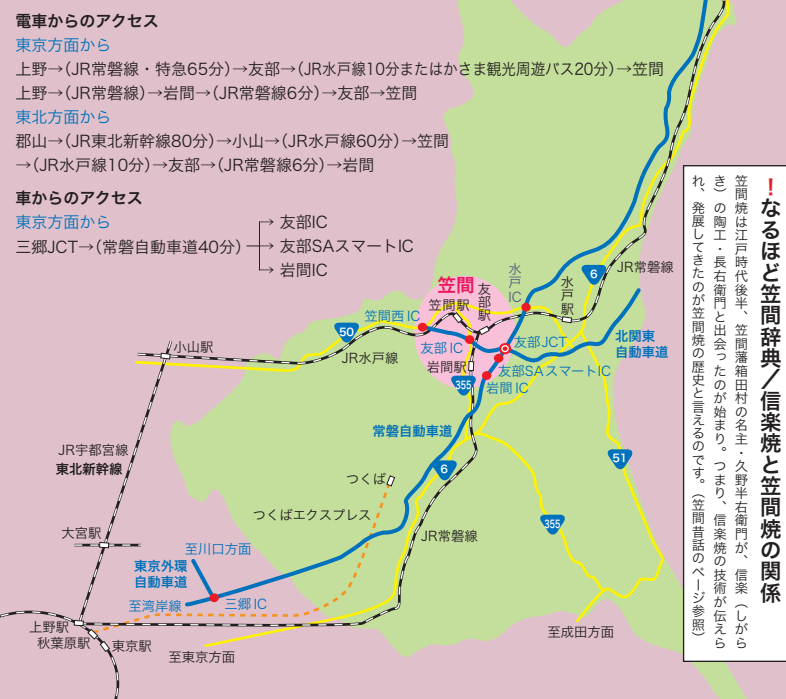 電車からのアクセス
東京方面から
上野→(JR常磐線・特急65分)→友部→(JR水戸線10分またはかさま観光周遊バス20分)→笠間
上野→(JR常磐線)→岩間→(JR常磐線6分)→友部→笠間
東北方面から
郡山→(JR東北新幹線80分)→小山→(JR水戸線60分)→笠間
→(JR水戸線10分)→友部→(JR常磐線6分)→岩間
車からのアクセス
東京方面から
三郷JCT→(常磐自動車道40分)
→ 友部IC
→ 友部SAスマートIC
→ 岩間IC
!なるほど笠間辞典/信楽焼と笠間焼の関係
笠間焼は江戸時代後半、笠間藩箱田村の名主・久野半右衛門が、信楽(しがら
き)の陶工・長右衛門と出会ったのが始まり。つまり、信楽焼の技術が伝えら
れ、発展してきたのが笠間焼の歴史と言えるのです。(笠間昔話のページ参照)
笠間
笠間駅
友部駅
水戸IC
水戸駅
6
JR常磐線
笠間西IC
50
小山駅
JR水戸線
友部IC
友部JCT
北関東
自動車道
岩間駅
友部SAスマートIC
355
岩間IC
常磐自動車道
JR宇都宮線
東北新幹線
6
51
つくば
つくばエクスプレス
355
大宮駅
JR常磐線
至川口方面
東京外環
自動車道
至湾岸線
三郷IC
上野駅
秋葉原駅
東京駅
至東京方面
至成田方面